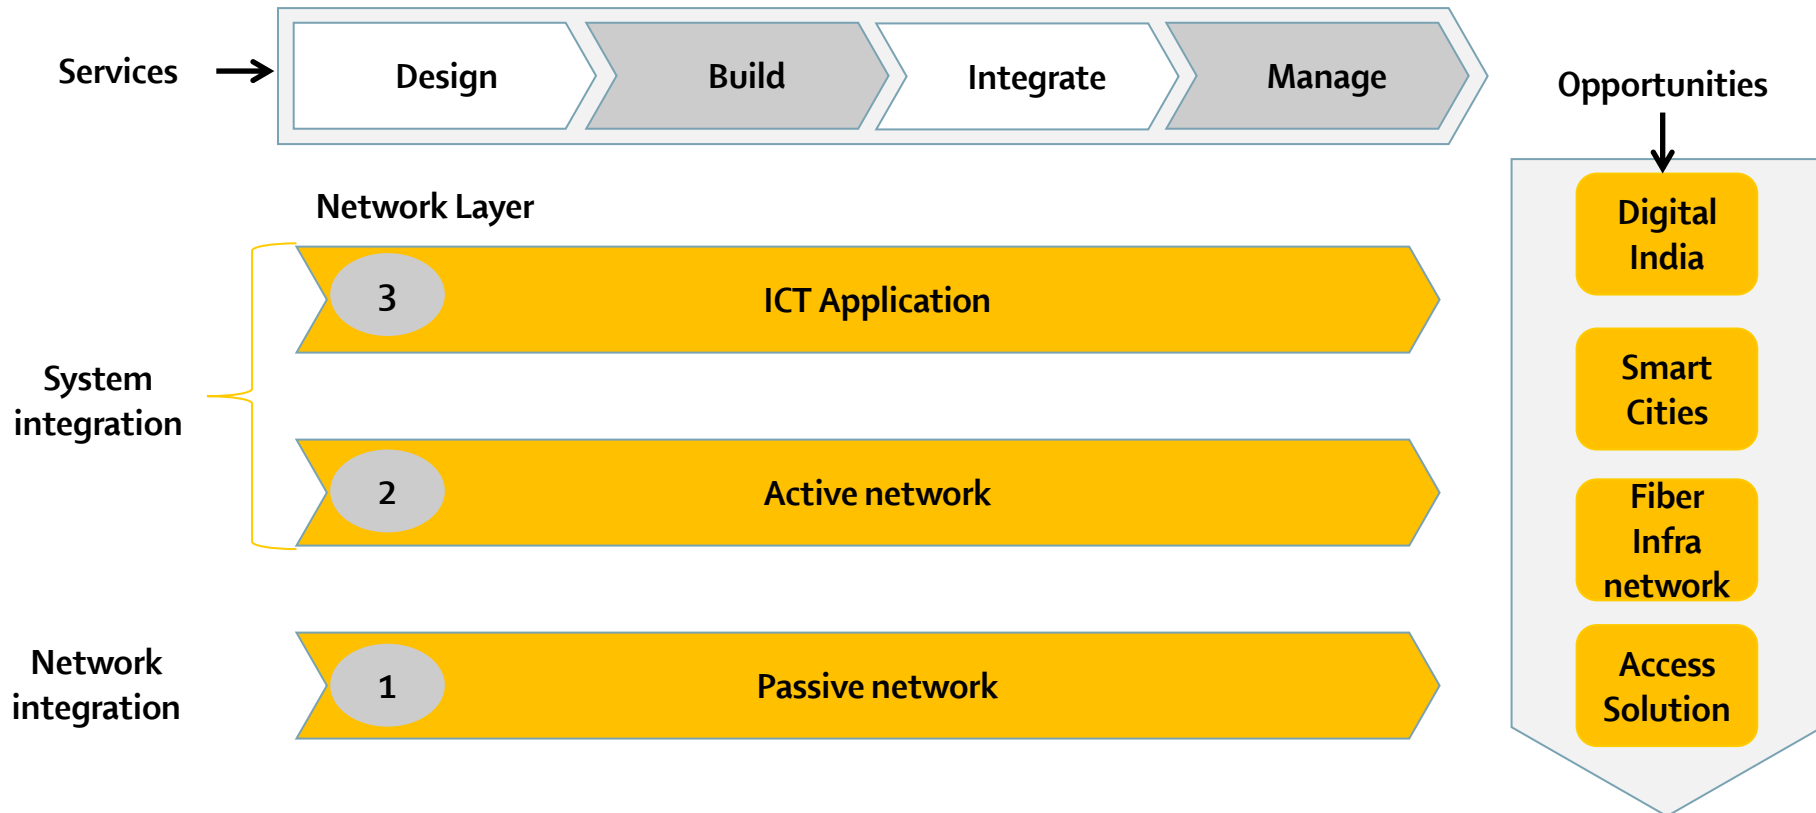 Services
Design
Build
Integrate
Manage
Opportunities
Network Layer
3
ICT Application
System
integration
2
Active network
Network
integration
1
Passive network
Digital
India
Smart
Cities
Fiber
Infra
network
Access
Solution